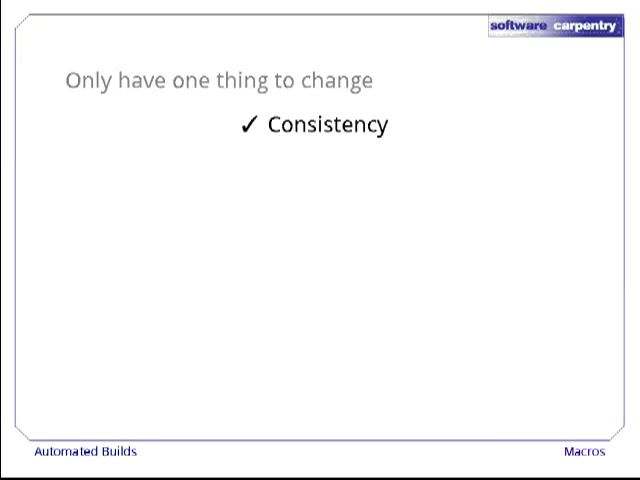 software carpentry
Only have one thing to change
✓ Consistency
Automated Builds
Macros